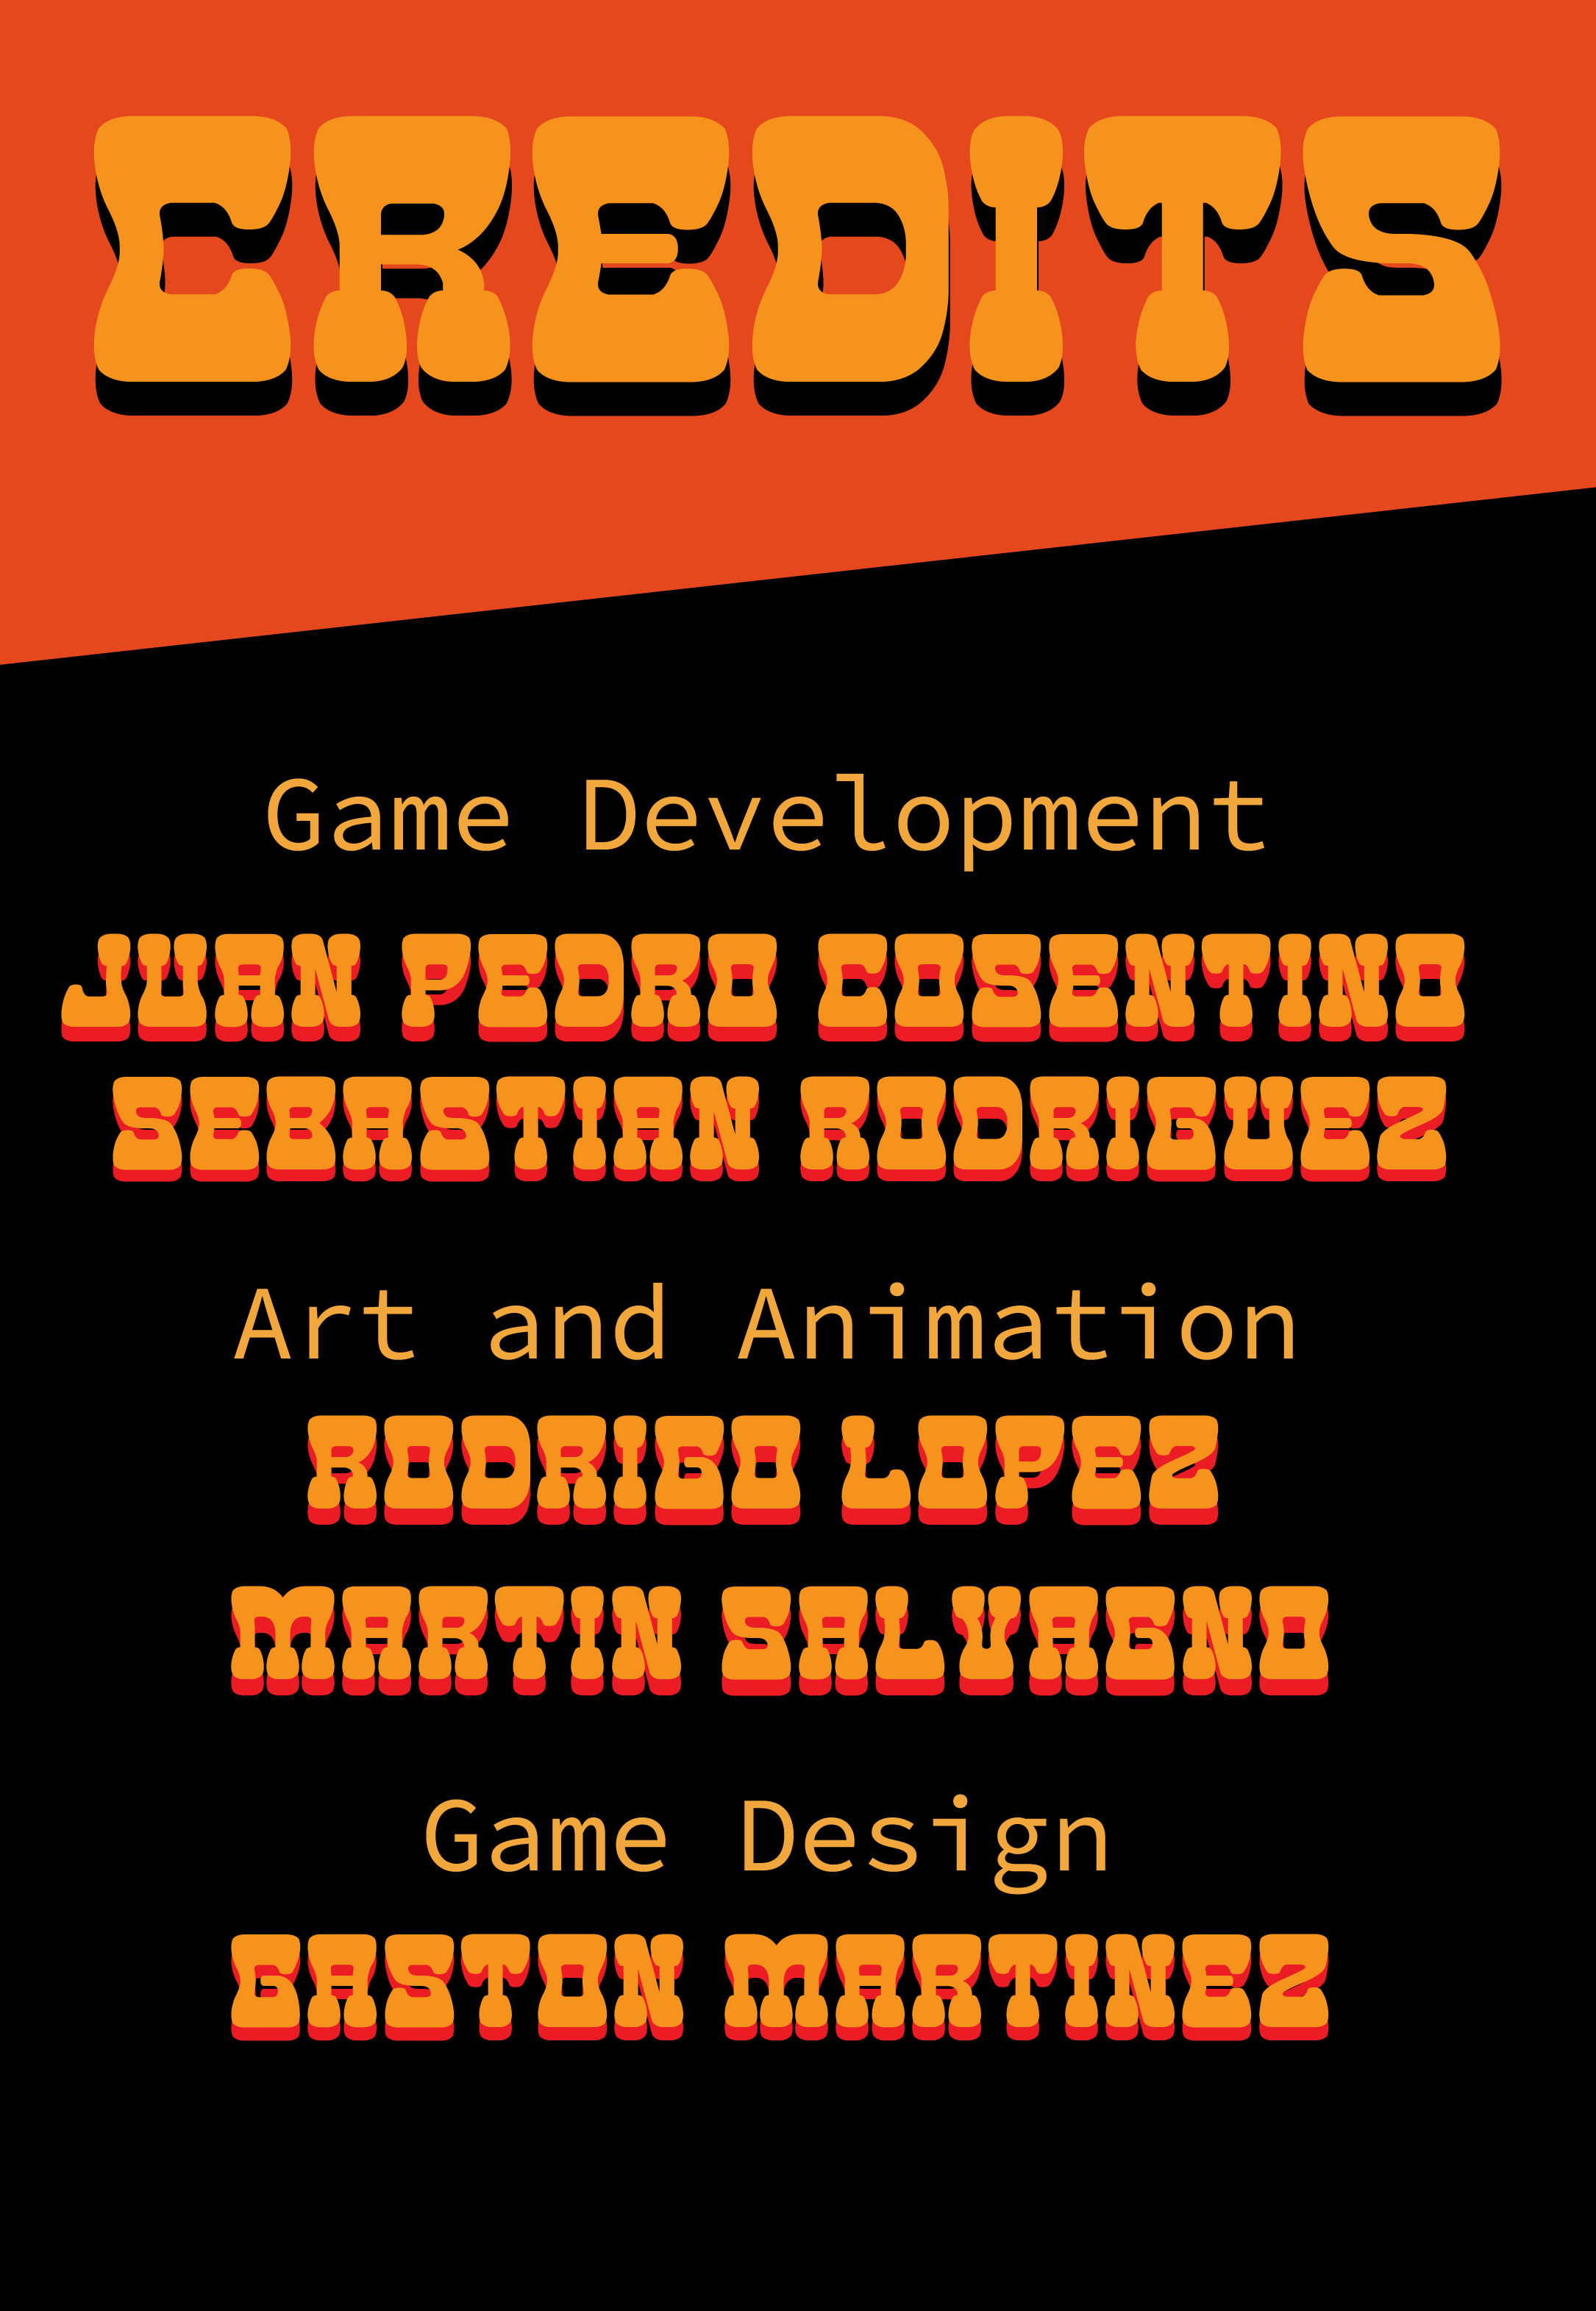 CREDITS
Game Development
JUAN PEDRO COSENTINO
SEBASTIAN RODRIGUEZ
Art and Animation
RODRIGO LOPEZ
MARTIN SALVAGNO
Game Design
GASTON MARTINEZ